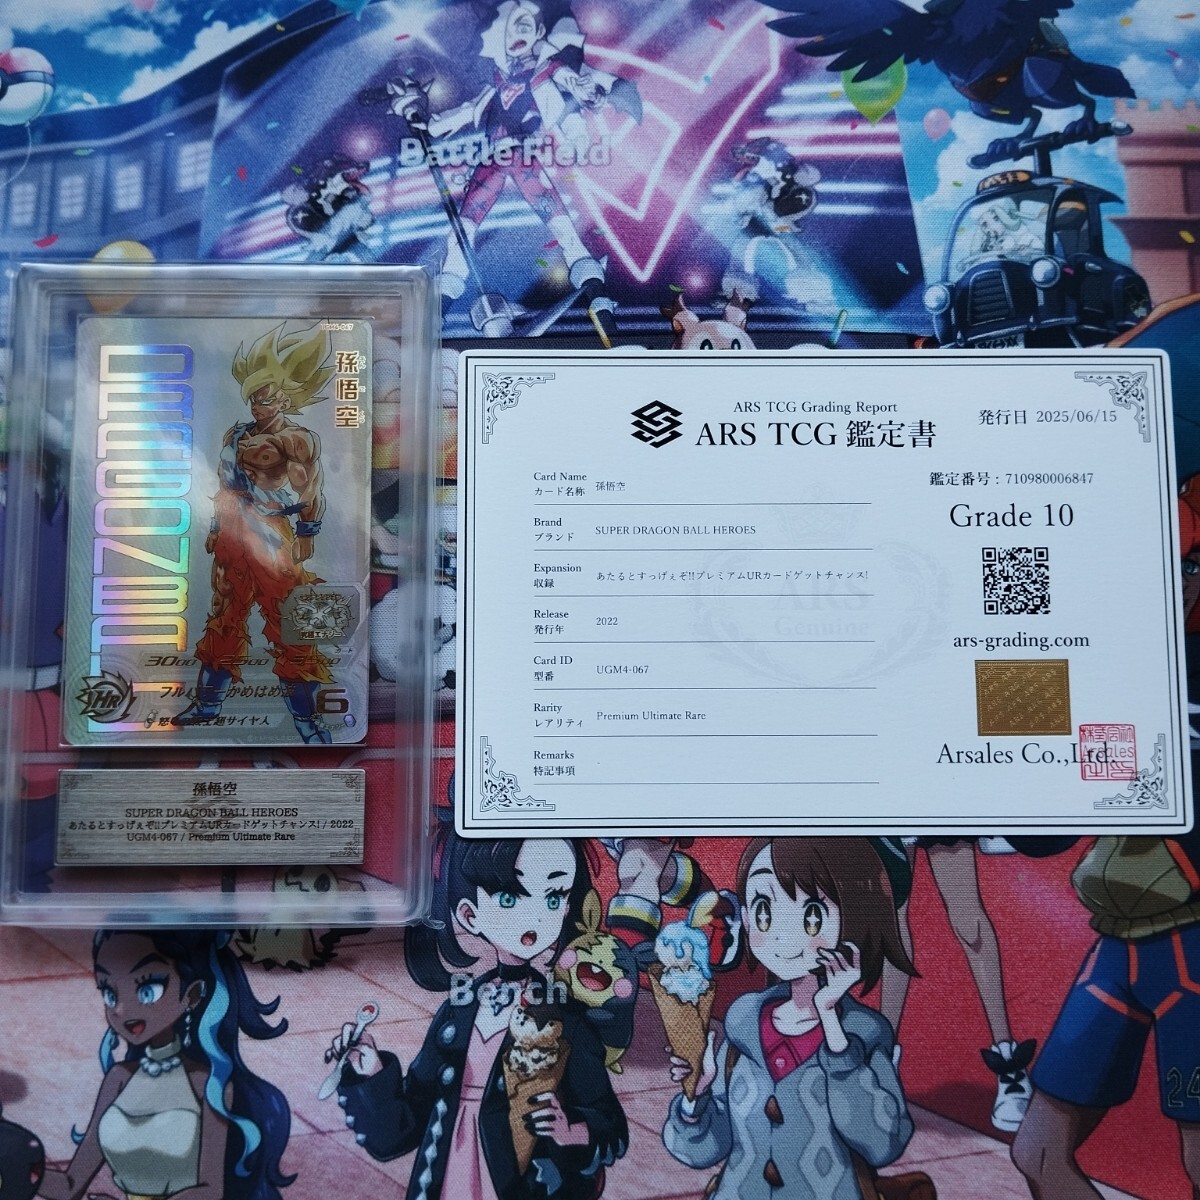 Battle Field
UGM4-067
孫悟空
3000
フルパワーかめはめ波
6
怒りの超サイヤ人
孫悟空
SUPER DRAGON BALL HEROES
あたるとすっげぇぞ!!プレミアムURカードゲットチャンス! / 2022
UGM4-067 / Premium Ultimate Rare
ARS TCG Grading Report
ARS TCG 鑑定書
発行日 2025/06/15
鑑定番号 : 710980006847
Grade 10
ars-grading.com
Arsales Co.,Ltd.
Card Name
カード名称 孫悟空
Brand
ブランド SUPER DRAGON BALL HEROES
Expansion
収録 あたるとすっげぇぞ!!プレミアムURカードゲットチャンス!
Release
発行年 2022
Card ID
型番 UGM4-067
Rarity
レアリティ Premium Ultimate Rare
Remarks
特記事項 -
ARS
Genuine
Bench